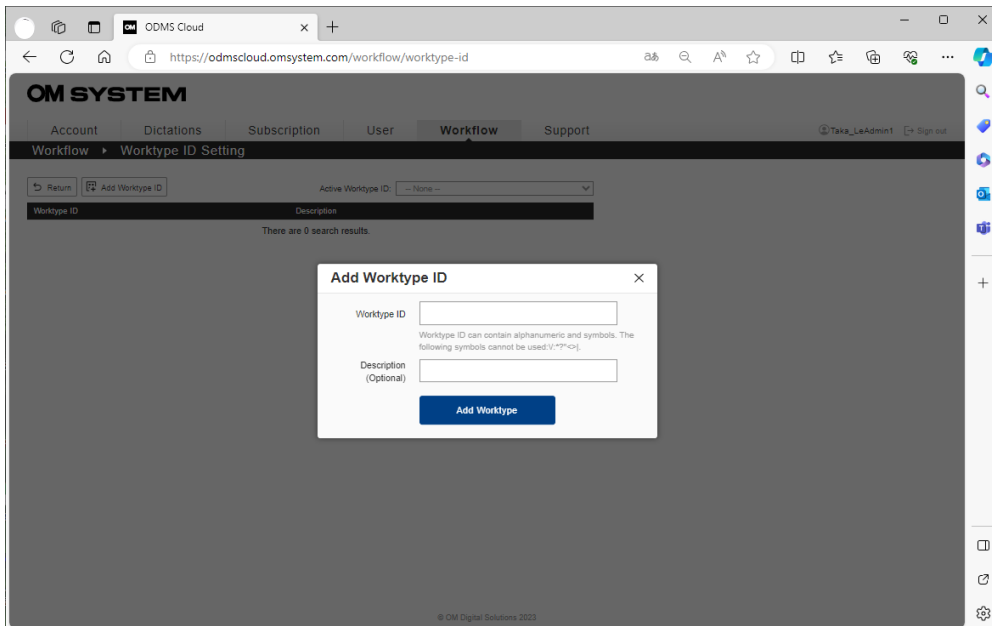 ODMS Cloud
https://odmscloud.omsystem.com/workflow/worktype-id
OM SYSTEM
Account Dictations Subscription User Workflow Support
Taka_LeAdmin1 Sign out
Workflow ▸ Worktype ID Setting
Return Add Worktype ID Active Worktype ID: -- None --
Worktype ID Description
There are 0 search results.
Add Worktype ID
Worktype ID
Worktype ID can contain alphanumeric and symbols. The
following symbols cannot be used:\/:*?"<>|.
Description
(Optional)
Add Worktype
© OM Digital Solutions 2023